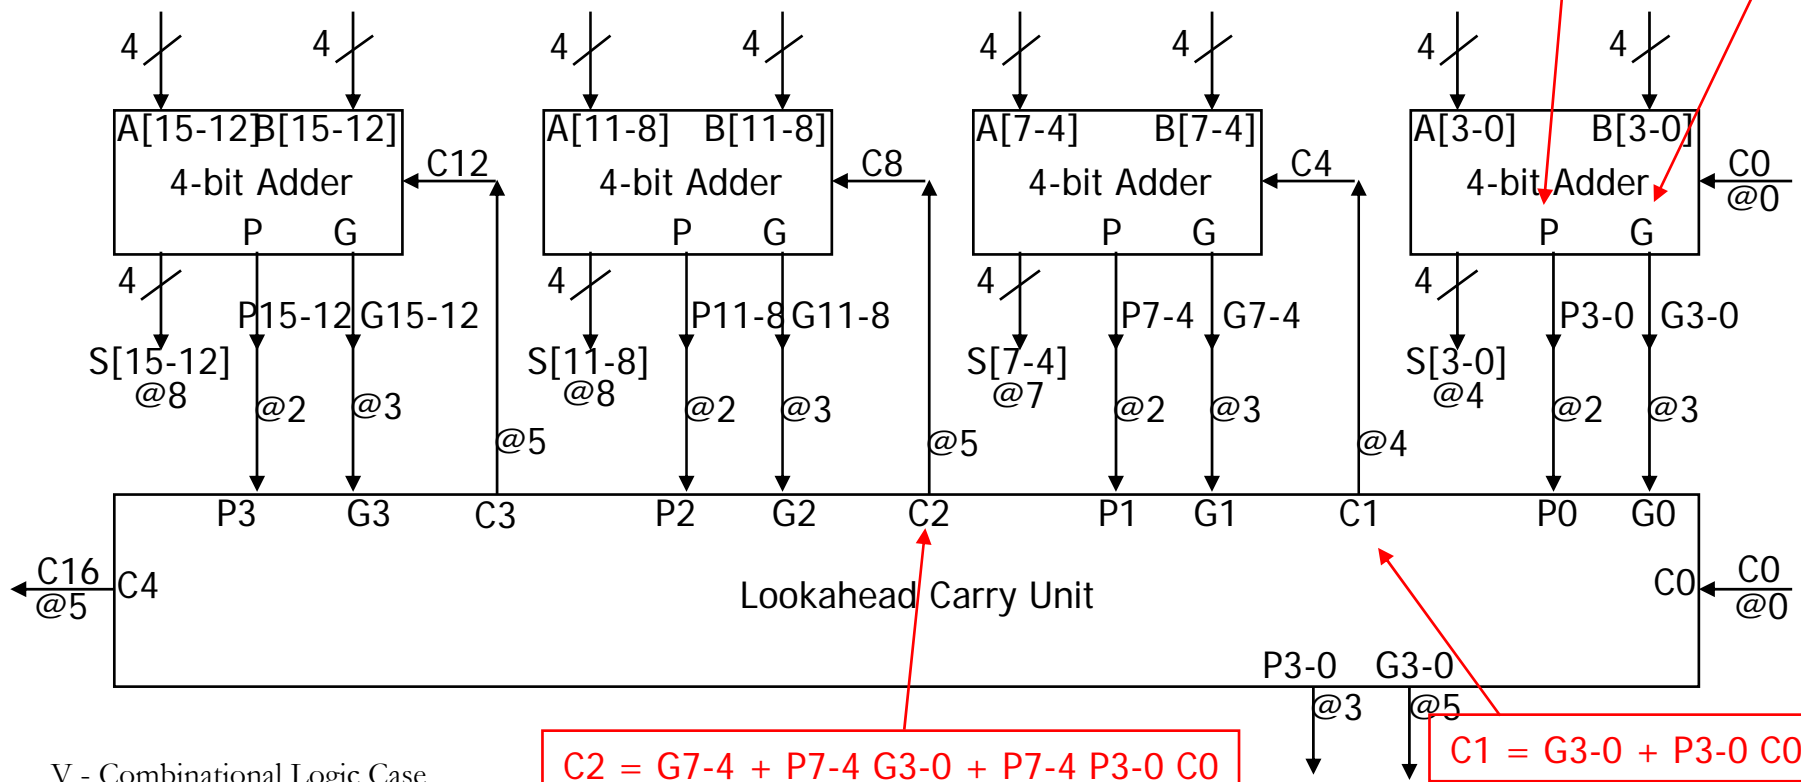 4 4 4 4 4 4 4 4
A[15-12] B[15-12] A[11-8] B[11-8] A[7-4] B[7-4] A[3-0] B[3-0]
C12 C8 C4 C0
4-bit Adder 4-bit Adder 4-bit Adder 4-bit Adder
@0
P G P G P G P G
4 4 4 4
P15-12 G15-12 P11-8 G11-8 P7-4 G7-4 P3-0 G3-0
S[15-12] S[11-8] S[7-4] S[3-0]
@8 @8 @7 @4
@2 @3 @2 @3 @2 @3 @2 @3
@5 @5 @4
P3 G3 C3 P2 G2 C2 P1 G1 C1 P0 G0
C16 C4 C0 C0
@5 Lookahead Carry Unit @0
P3-0 G3-0
@3 @5
C2 = G7-4 + P7-4 G3-0 + P7-4 P3-0 C0
C1 = G3-0 + P3-0 C0
V - Combinational Logic Case